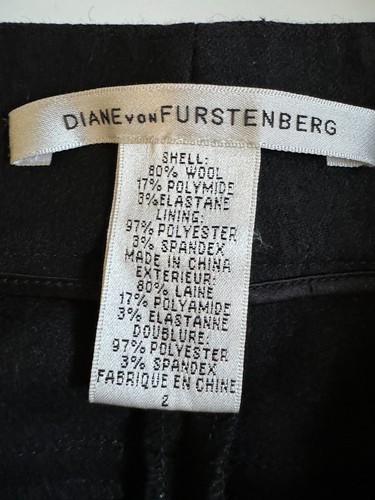 DIANE VON FURSTENBERG
SHELL:
80% WOOL
17% POLYMIDE
3% ELASTANE
LINING:
97% POLYESTER
3% SPANDEX
MADE IN CHINA
EXTERIEUR:
80% LAINE
17% POLYAMIDE
3% ELASTANNE
DOUBLURE:
97% POLYESTER
3% SPANDEX
FABRIQUE EN CHINE
2